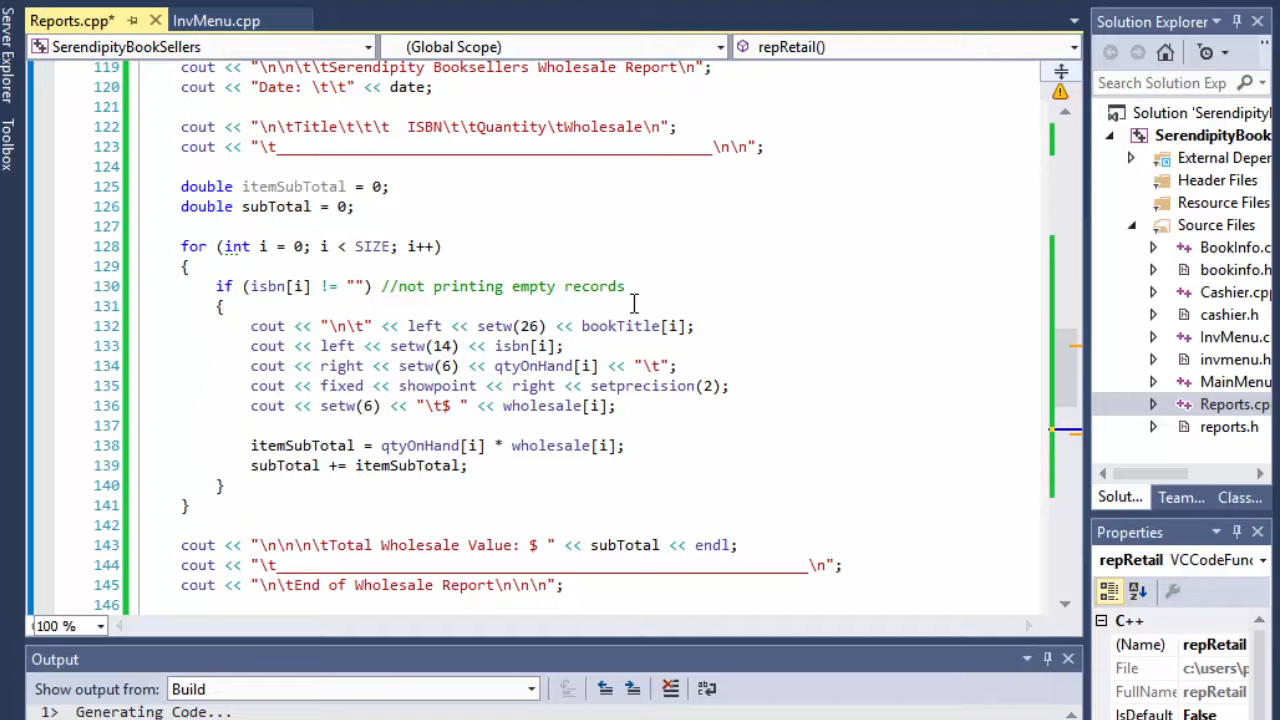 Server Explorer
Toolbox
Reports.cpp*
InvMenu.cpp
SerendipityBookSellers
(Global Scope)
repRetail()
119 cout << "\n\n\t\tSerendipity Booksellers Wholesale Report\n";
120 cout << "Date: \t\t" << date;
121
122 cout << "\n\tTitle\t\t\t  ISBN\t\tQuantity\tWholesale\n";
123 cout << "\t__________________________________________________\n\n";
124
125 double itemSubTotal = 0;
126 double subTotal = 0;
127
128 for (int i = 0; i < SIZE; i++)
129 {
130 if (isbn[i] != "") //not printing empty records
131 {
132 cout << "\n\t" << left << setw(26) << bookTitle[i];
133 cout << left << setw(14) << isbn[i];
134 cout << right << setw(6) << qtyOnHand[i] << "\t";
135 cout << fixed << showpoint << right << setprecision(2);
136 cout << setw(6) << "\t$ " << wholesale[i];
137
138 itemSubTotal = qtyOnHand[i] * wholesale[i];
139 subTotal += itemSubTotal;
140 }
141 }
142
143 cout << "\n\n\n\tTotal Wholesale Value: $ " << subTotal << endl;
144 cout << "\t_____________________________________________________________\n";
145 cout << "\n\tEnd of Wholesale Report\n\n\n";
146
100 %
Output
Show output from: Build
1> Generating Code...
Solution Explorer
Search Solution Exp
Solution 'Serendipityl
SerendipityBook
External Deper
Header Files
Resource Files
Source Files
BookInfo.c
bookinfo.h
Cashier.cpp
cashier.h
InvMenu.c
invmenu.h
MainMenu
Reports.cp
reports.h
Solut...
Team...
Class...
Properties
repRetail VCCodeFunc
C++
(Name) repRetail
File c:\users\p
FullName repRetail
IsDefault False